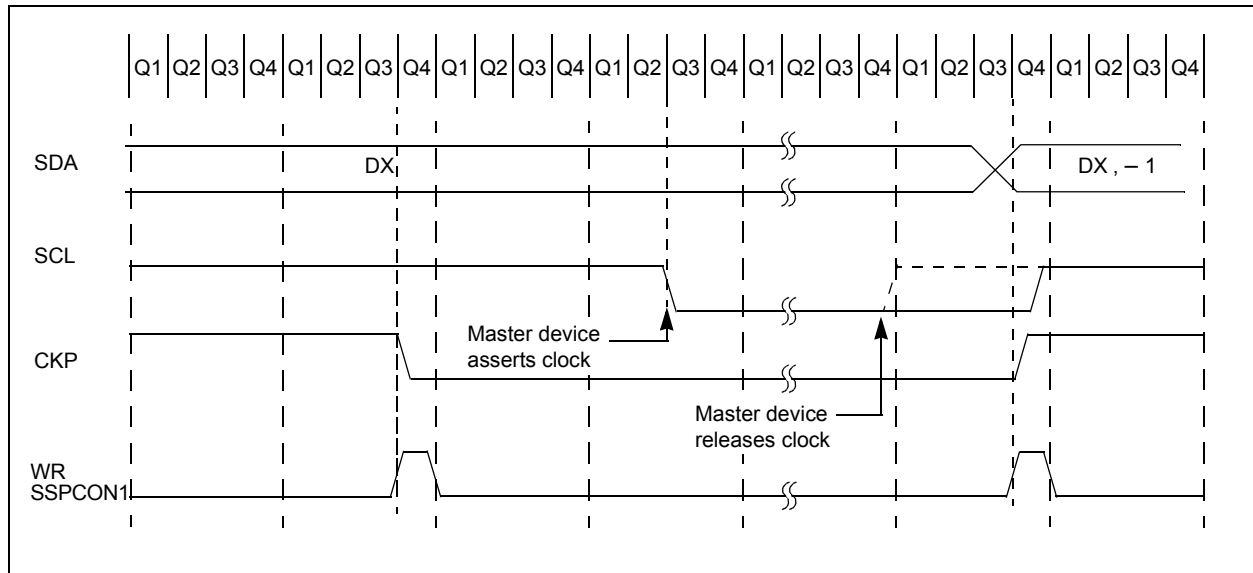 Q1 Q2 Q3 Q4 Q1 Q2 Q3 Q4 Q1 Q2 Q3 Q4 Q1 Q2 Q3 Q4 Q1 Q2 Q3 Q4 Q1 Q2 Q3 Q4 Q1 Q2 Q3 Q4
SDA
DX
DX , – 1
SCL
Master device
asserts clock
CKP
Master device
releases clock
WR
SSPCON1